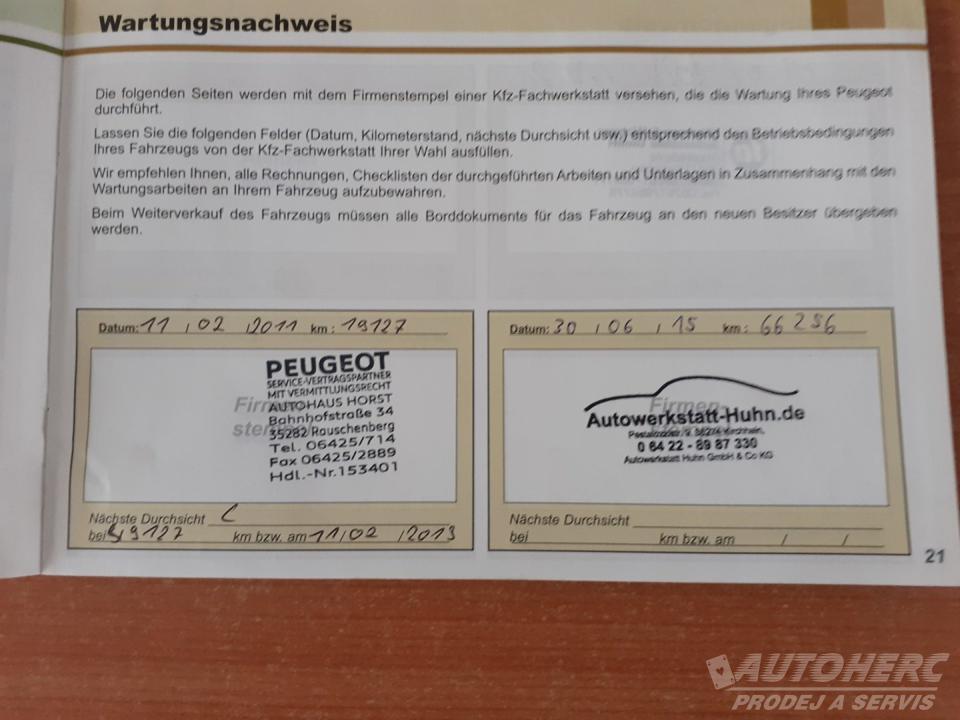 Wartungsnachweis
Die folgenden Seiten werden mit dem Firmenstempel einer Kfz-Fachwerkstatt versehen, die die Wartung Ihres Peugeot
durchführt.
Lassen Sie die folgenden Felder (Datum, Kilometerstand, nächste Durchsicht usw.) entsprechend den Betriebsbedingungen
Ihres Fahrzeugs von der Kfz-Fachwerkstatt Ihrer Wahl ausfüllen.
Wir empfehlen Ihnen, alle Rechnungen, Checklisten der durchgeführten Arbeiten und Unterlagen in Zusammenhang mit den
Wartungsarbeiten an Ihrem Fahrzeug aufzubewahren.
Beim Weiterverkauf des Fahrzeugs müssen alle Borddokumente für das Fahrzeug an den neuen Besitzer übergeben
werden.
Datum: 11 / 02 / 2011 km : 19127
PEUGEOT
SERVICE-VERTRAGSPARTNER
MIT VERMITTLUNGSRECHT
AUTOHAUS HORST
Bahnhofstraße 34
35282 Rauschenberg
Tel. 06425/714
Fax 06425/2889
Hdl.-Nr.153401
Nächste Durchsicht
bei 9127 km bzw. am 11/02 /2013
Datum: 30 / 06 / 15 km : 66256
Firmen-
Autowerkstatt-Huhn.de
0 64 22 - 89 87 330
Autowerkstatt Huhn GmbH & Co KG
Nächste Durchsicht
bei km bzw. am / /
21
AUTOHERC
PRODEJ A SERVIS